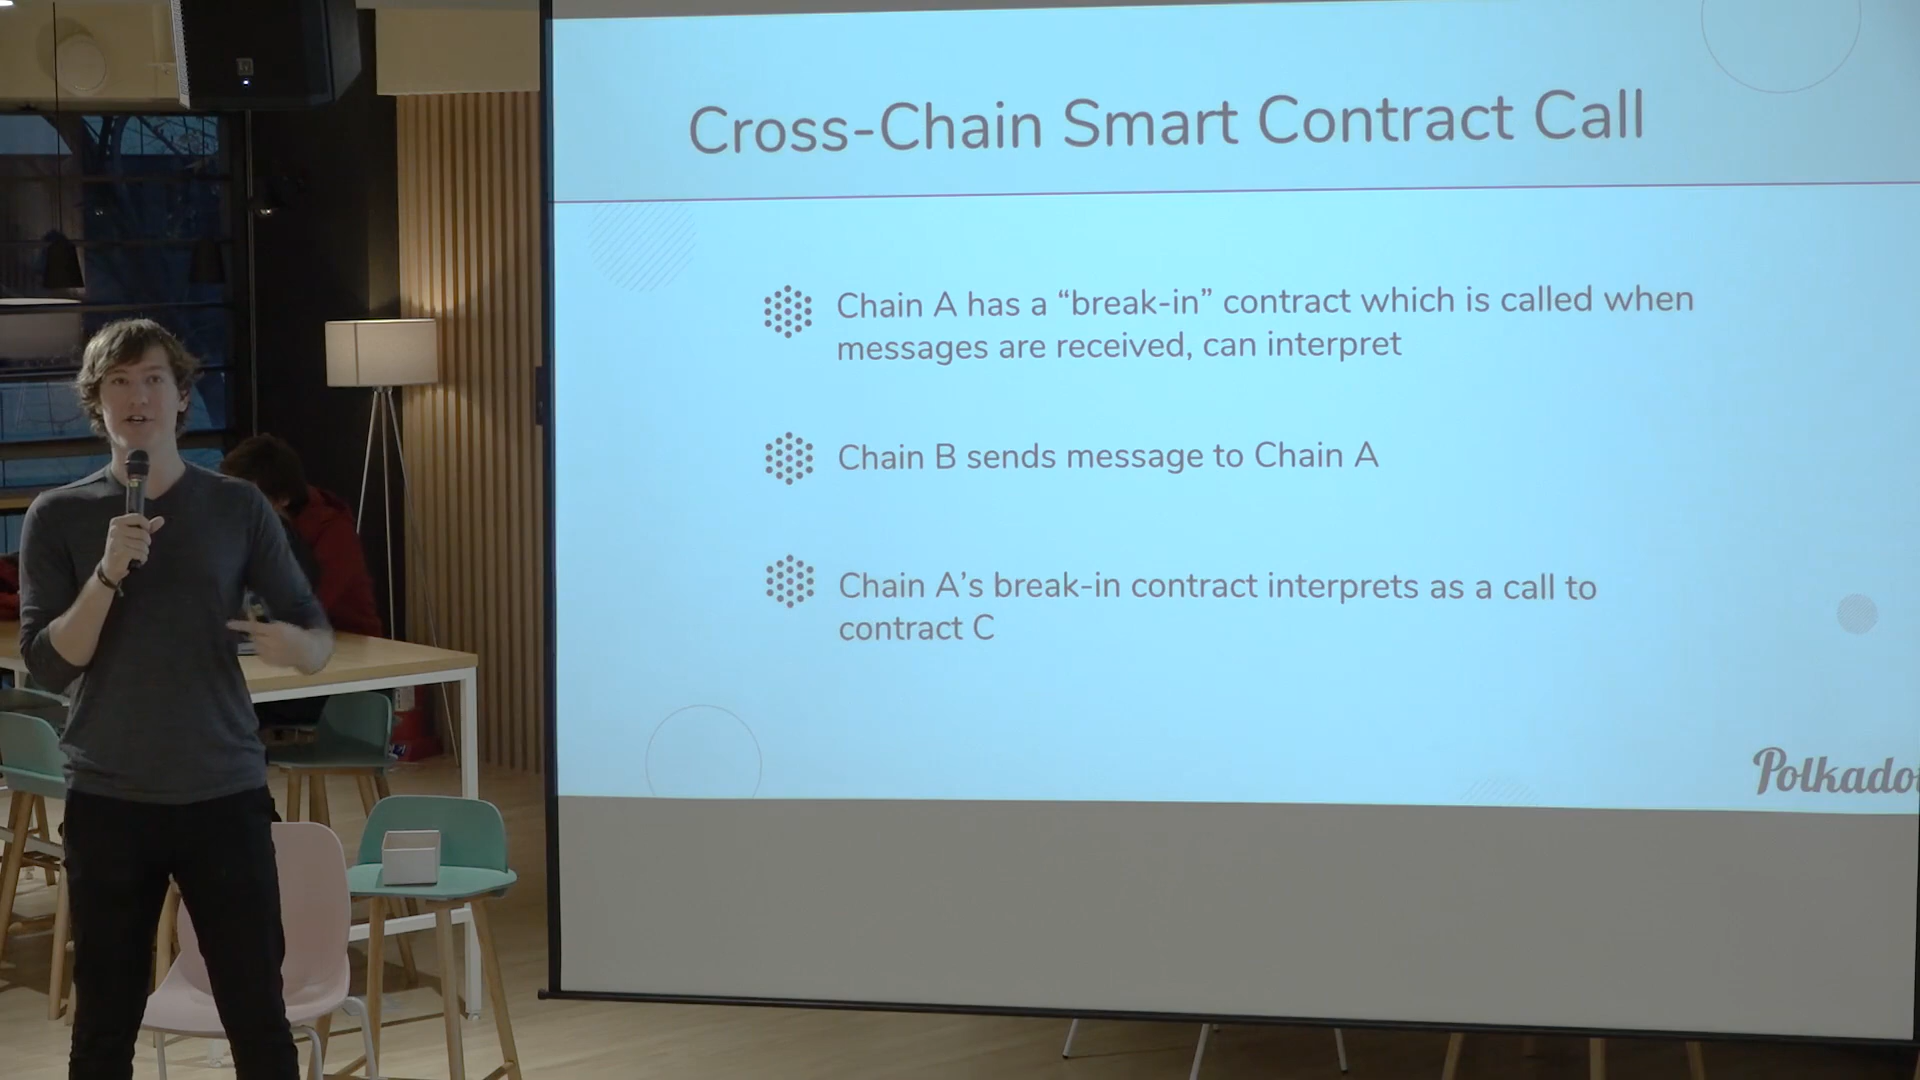 Cross-Chain Smart Contract Call
Chain A has a “break-in” contract which is called when
messages are received, can interpret
Chain B sends message to Chain A
Chain A’s break-in contract interprets as a call to
contract C
Polkadot